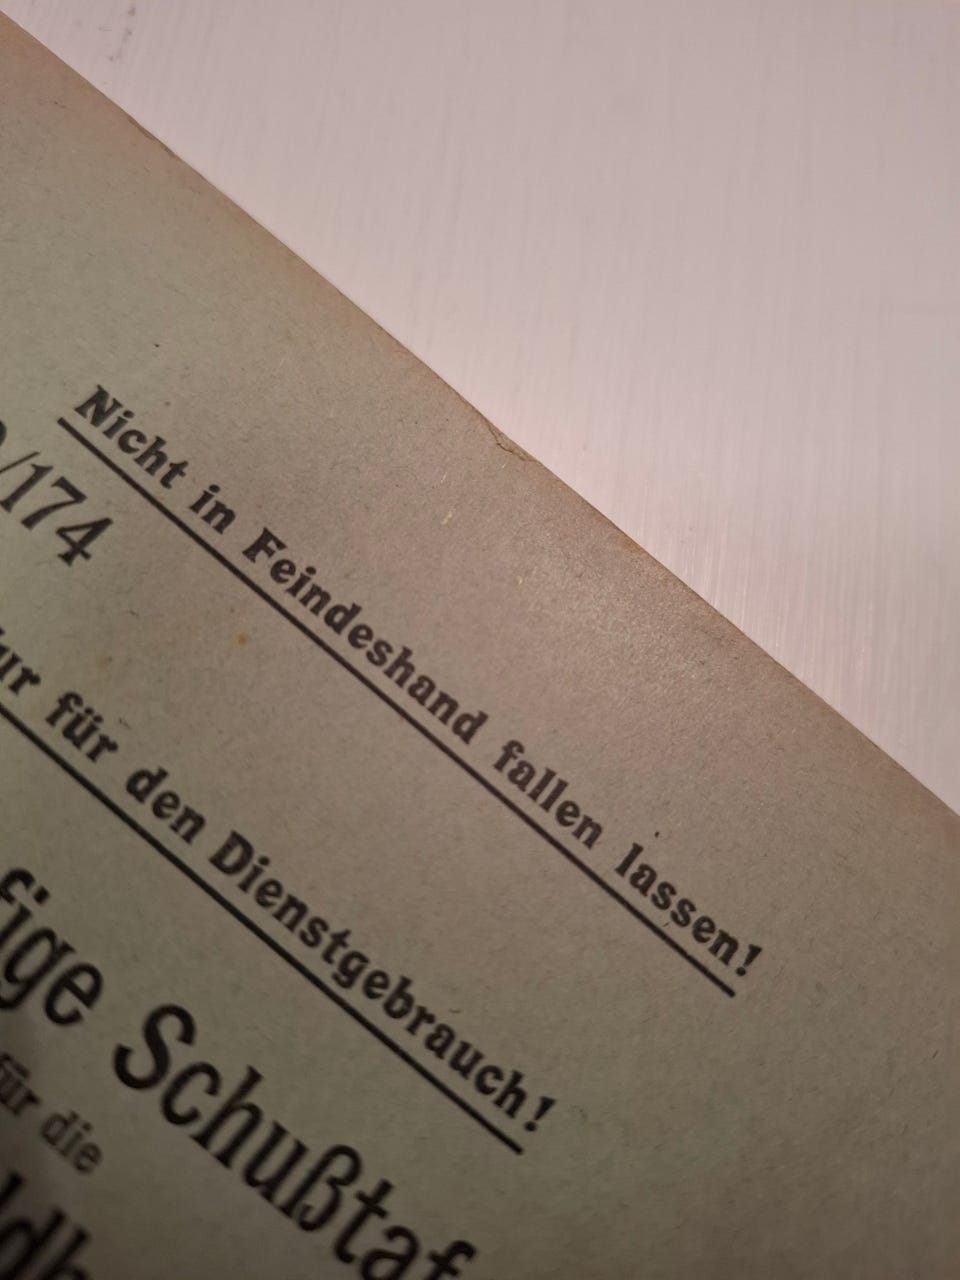 Nicht in Feindeshand fallen lassen!
/174
für den Dienstgebrauch!
Schußtaf
für die